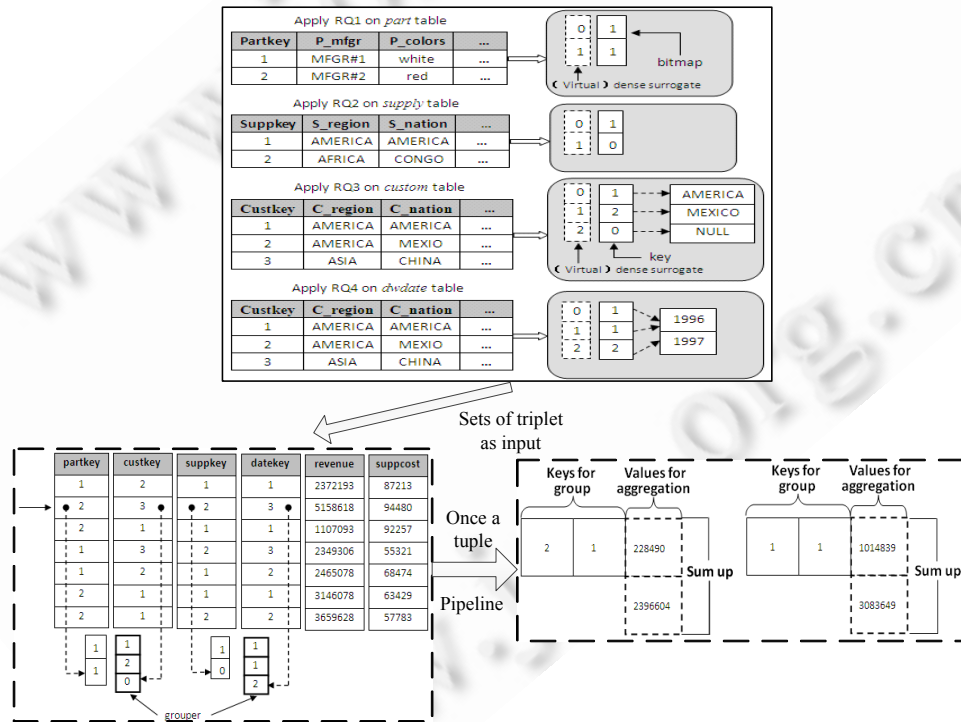 Apply RQ1 on part table
Partkey P_mfgr P_colors ...
1 MFGR#1 white ...
2 MFGR#2 red ...
0 1
1 1
bitmap
( Virtual ) dense surrogate
Apply RQ2 on supply table
Suppkey S_region S_nation ...
1 AMERICA AMERICA ...
2 AFRICA CONGO ...
0 1
1 0
Apply RQ3 on custom table
Custkey C_region C_nation ...
1 AMERICA AMERICA ...
2 AMERICA MEXIO ...
3 ASIA CHINA ...
0 1 AMERICA
1 2 MEXICO
2 0 NULL
key
( Virtual ) dense surrogate
Apply RQ4 on dwdate table
Custkey C_region C_nation ...
1 AMERICA AMERICA ...
2 AMERICA MEXIO ...
3 ASIA CHINA ...
0 1 1996
1 1 1997
2 2
Sets of triplet
as input
partkey custkey suppkey datekey revenue suppcost
1 2 1 1 2372193 87213
2 3 2 3 5158618 94480
2 1 1 1 1107093 92257
1 3 2 3 2349306 55321
1 2 1 2 2465078 68474
2 1 1 1 3146078 63429
2 1 2 2 3659628 57783
1 1 1 1
1 2 0 1
0 2
grouper
Once a
tuple
Pipeline
Keys for
group
Values for
aggregation
2 1 228490
2396604
Sum up
Keys for
group
Values for
aggregation
1 1 1014839
3083649
Sum up